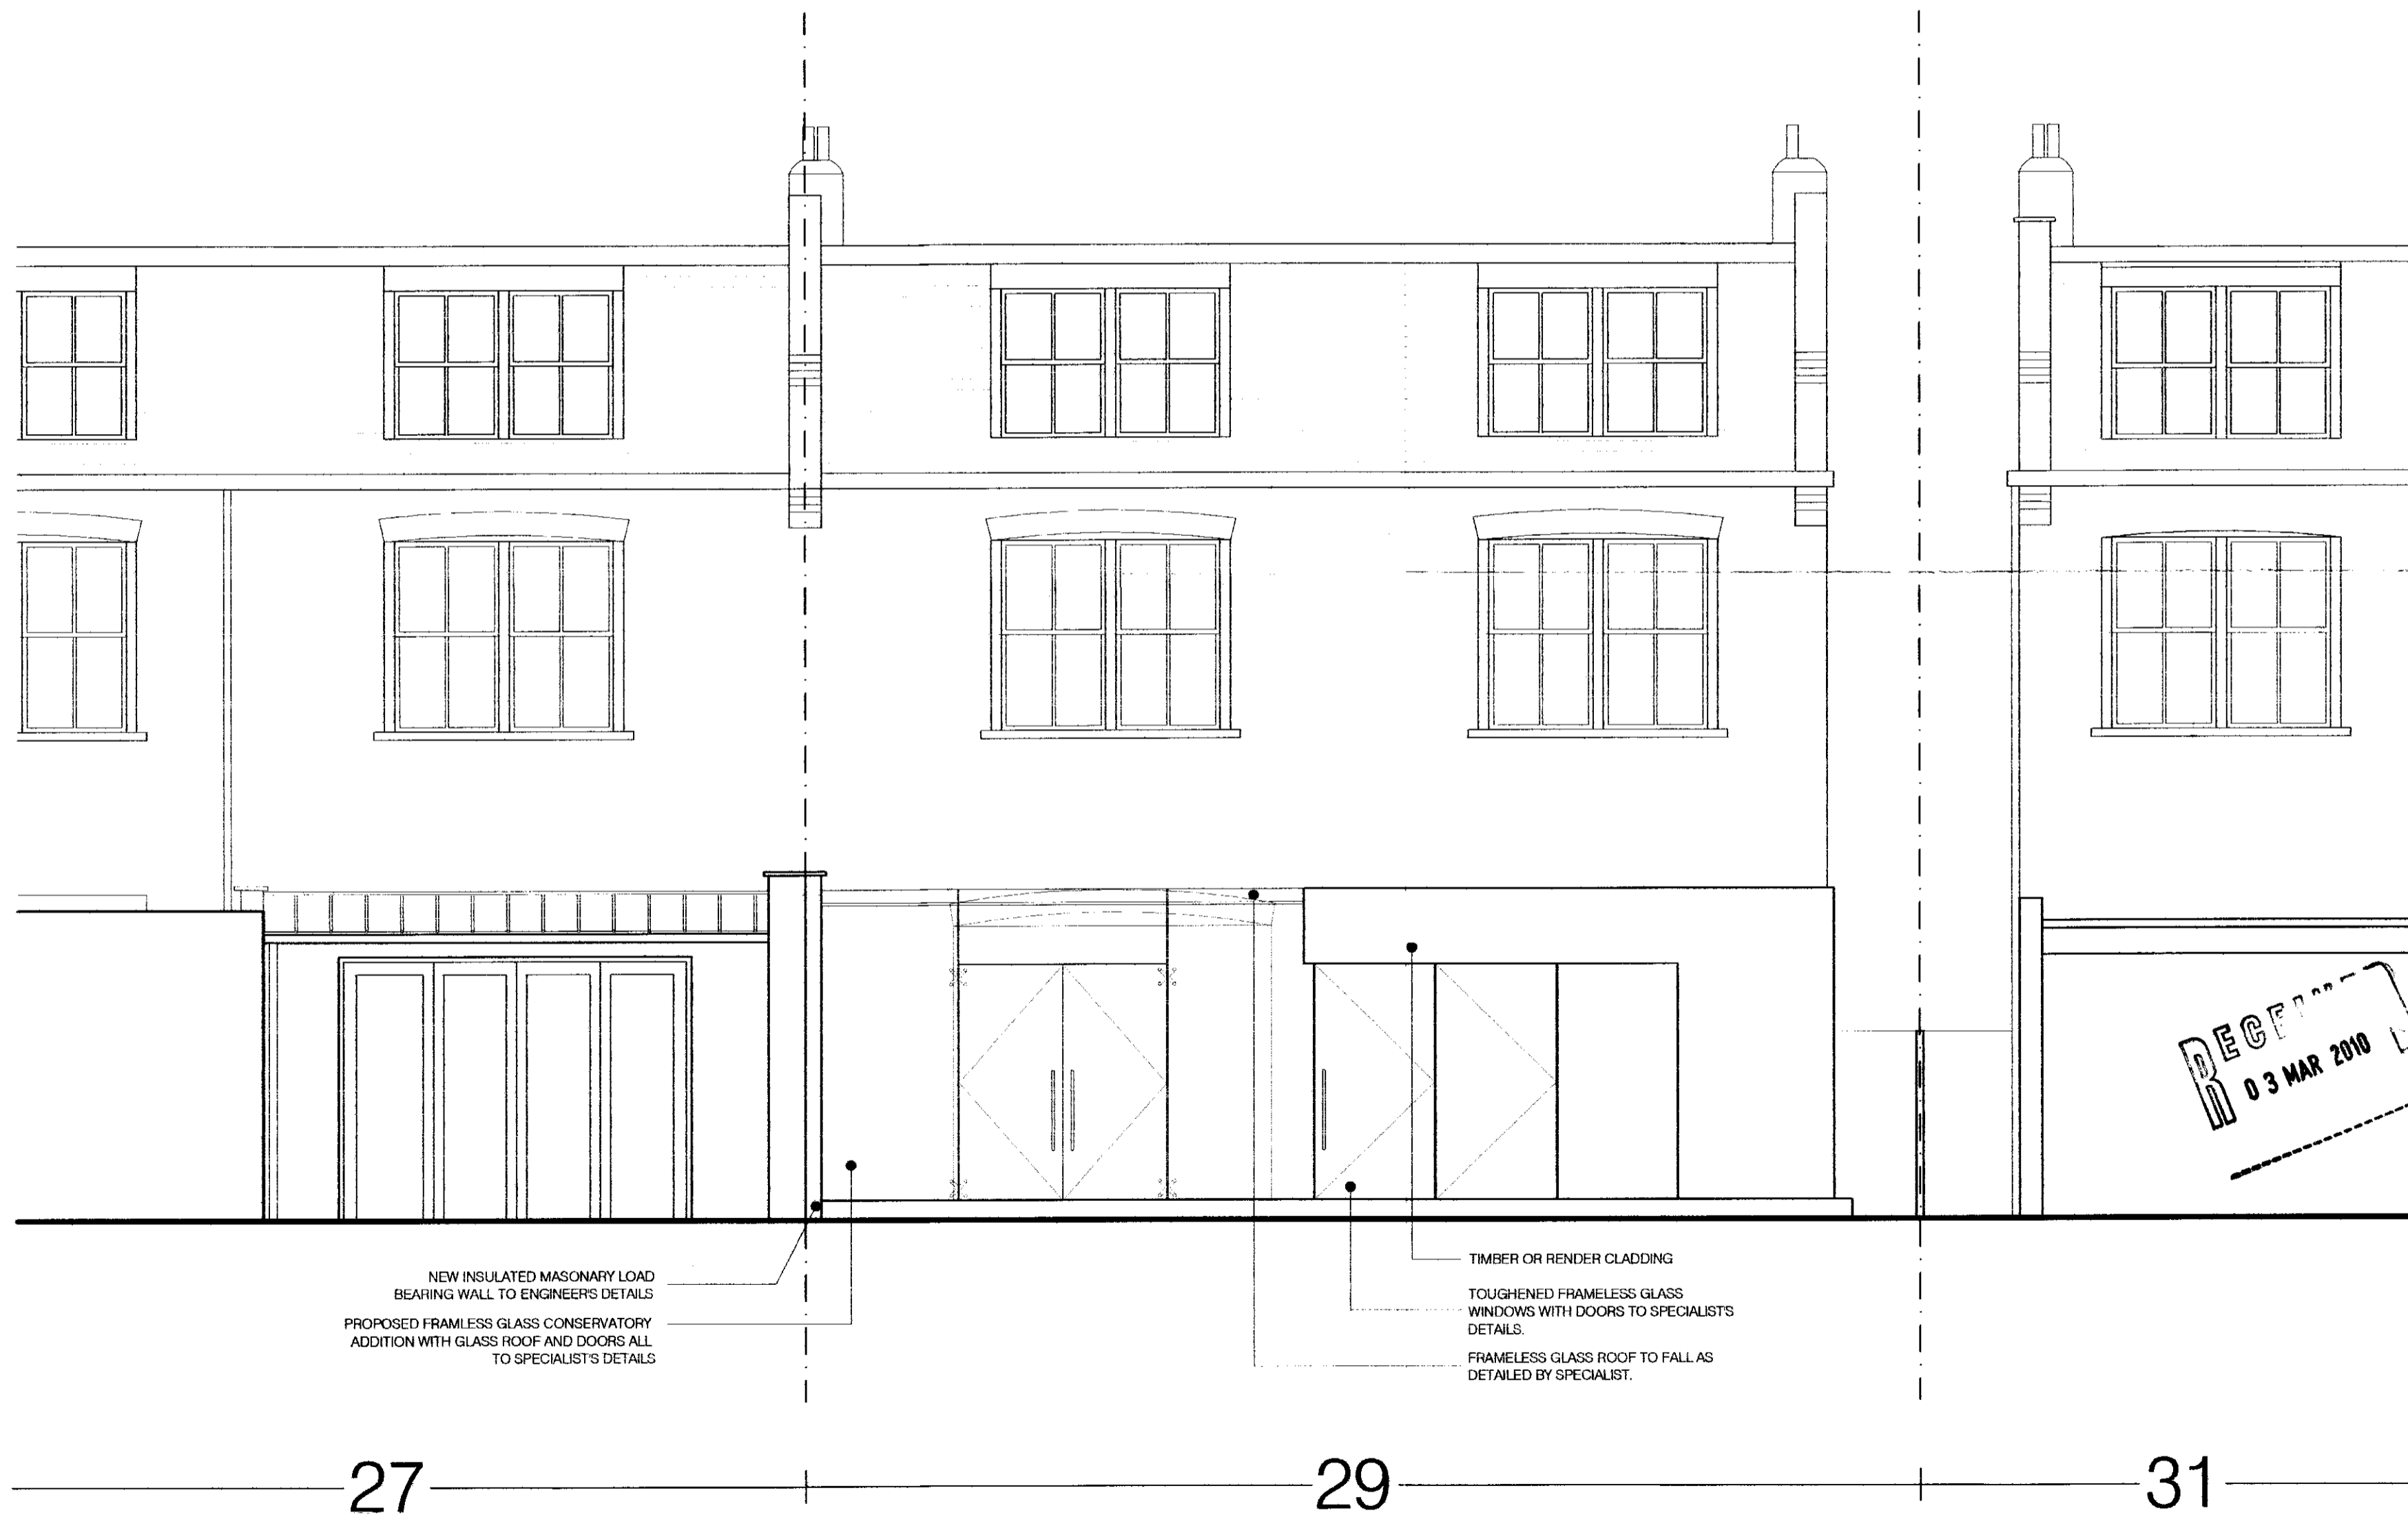 NEW INSULATED MASONARY LOAD
BEARING WALL TO ENGINEER'S DETAILS
PROPOSED FRAMLESS GLASS CONSERVATORY
ADDITION WITH GLASS ROOF AND DOORS ALL
TO SPECIALIST'S DETAILS
TIMBER OR RENDER CLADDING
TOUGHENED FRAMELESS GLASS
WINDOWS WITH DOORS TO SPECIALIST'S
DETAILS.
FRAMELESS GLASS ROOF TO FALL AS
DETAILED BY SPECIALIST.
03 MAR 2010
27
29
31